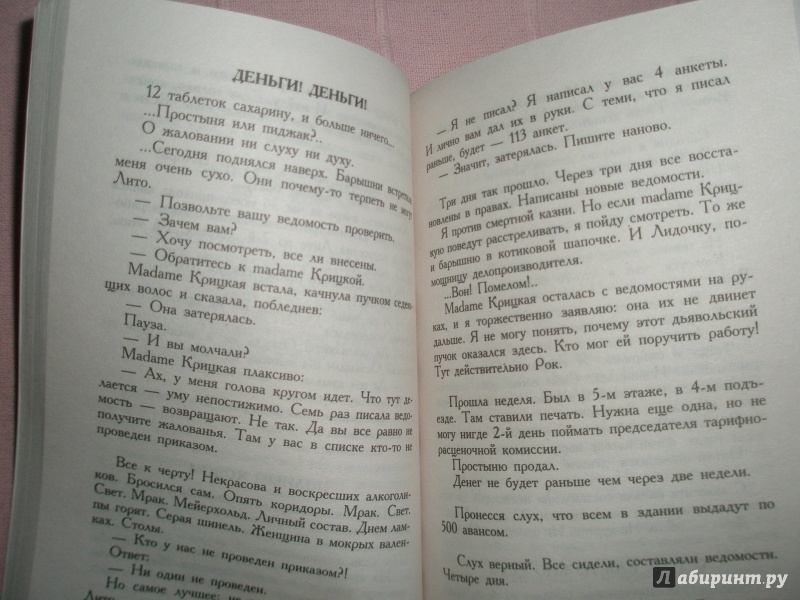 ДЕНЬГИ! ДЕНЬГИ!
12 таблеток сахарину, и больше ничего...
...Простыня или пиджак?..
О жаловании ни слуху ни духу.
...Сегодня поднялся наверх. Барышни встретили
меня очень сухо. Они почему-то терпеть не могут
Лито.
— Позвольте вашу ведомость проверить.
— Зачем вам?
— Хочу посмотреть, все ли внесены.
— Обратитесь к madame Крицкой.
Madame Крицкая встала, качнула пучком седею-
щих волос и сказала, побледнев:
— Она затерялась.
Пауза.
— И вы молчали?
Madame Крицкая плаксиво:
— Ах, у меня голова кругом идет. Что тут де-
лается — уму непостижимо. Семь раз писала ведо-
мость — возвращают. Не так. Да вы все равно не
получите жалованья. Там у вас в списке кто-то не
проведен приказом.
Все к черту! Некрасова и воскресших алкоголи-
ков. Бросился сам. Опять коридоры. Мрак. Свет.
Свет. Мрак. Мейерхольд. Личный состав. Днем лам-
пы горят. Серая шинель. Женщина в мокрых вален-
ках. Столы.
— Кто у нас не проведен приказом?!
Ответ:
— Ни один не проведен.
Но самое лучшее: не
Лито
— Я не писал? Я написал у вас 4 анкеты.
И лично вам дал их в руки. С теми, что я писал
раньше, будет — 113 анкет.
— Значит, затерялась. Пишите наново.
Три дня так прошло. Через три дня все восста-
новлены в правах. Написаны новые ведомости.
Я против смертной казни. Но если madame Криц-
кую поведут расстреливать, я пойду смотреть. То же
и барышню в котиковой шапочке. И Лидочку, по-
мощницу делопроизводителя.
...Вон! Помелом!..
Madame Крицкая осталась с ведомостями на ру-
ках, и я торжественно заявляю: она их не двинет
дальше. Я не могу понять, почему этот дьявольский
пучок оказался здесь. Кто мог ей поручить работу!
Тут действительно Рок.
Прошла неделя. Был в 5-м этаже, в 4-м подъ-
езде. Там ставили печать. Нужна еще одна, но не
могу нигде 2-й день поймать председателя тарифно-
расценочной комиссии.
Простыню продал.
Денег не будет раньше чем через две недели.
Пронесся слух, что всем в здании выдадут по
500 авансом.
Слух верный. Все сидели, составляли ведомости.
Четыре дня.
Лабиринт.ру